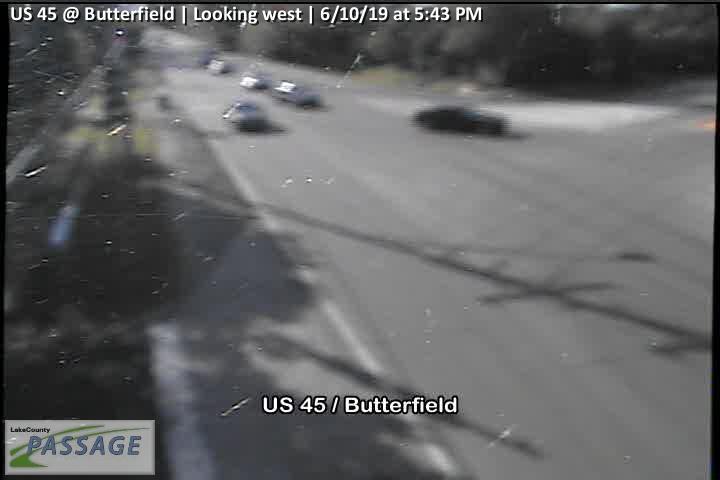 US 45 @ Butterfield | Looking west | 6/10/19 at 5:43 PM
US 45 / Butterfield
LakeCounty
PASSAGE